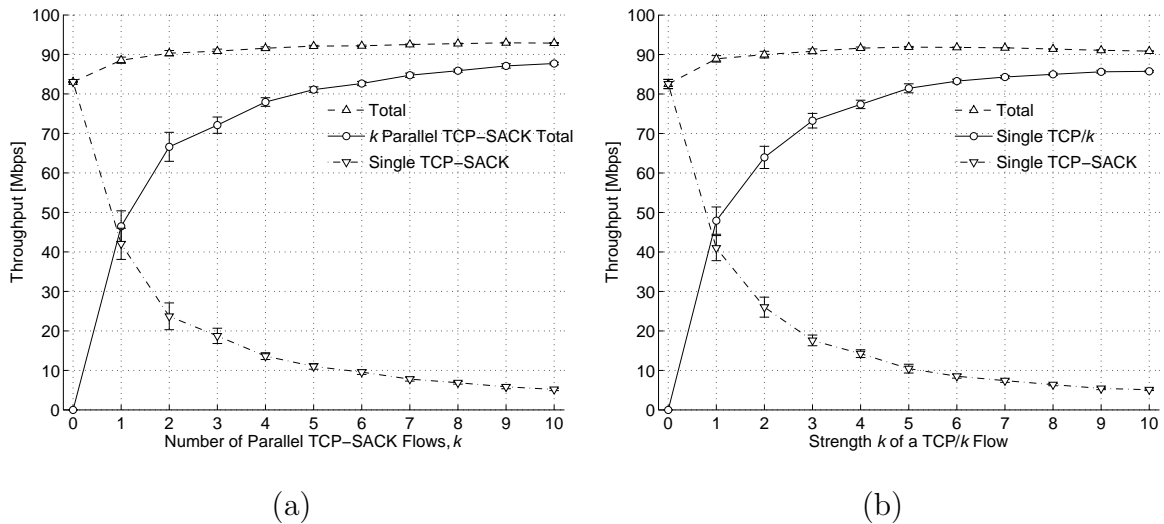 100
90
80
70
60
50
40
30
20
10
0
Throughput [Mbps]
Total
k Parallel TCP−SACK Total
Single TCP−SACK
0 1 2 3 4 5 6 7 8 9 10
Number of Parallel TCP−SACK Flows, k
(a)
100
90
80
70
60
50
40
30
20
10
0
Throughput [Mbps]
Total
Single TCP/k
Single TCP−SACK
0 1 2 3 4 5 6 7 8 9 10
Strength k of a TCP/k Flow
(b)